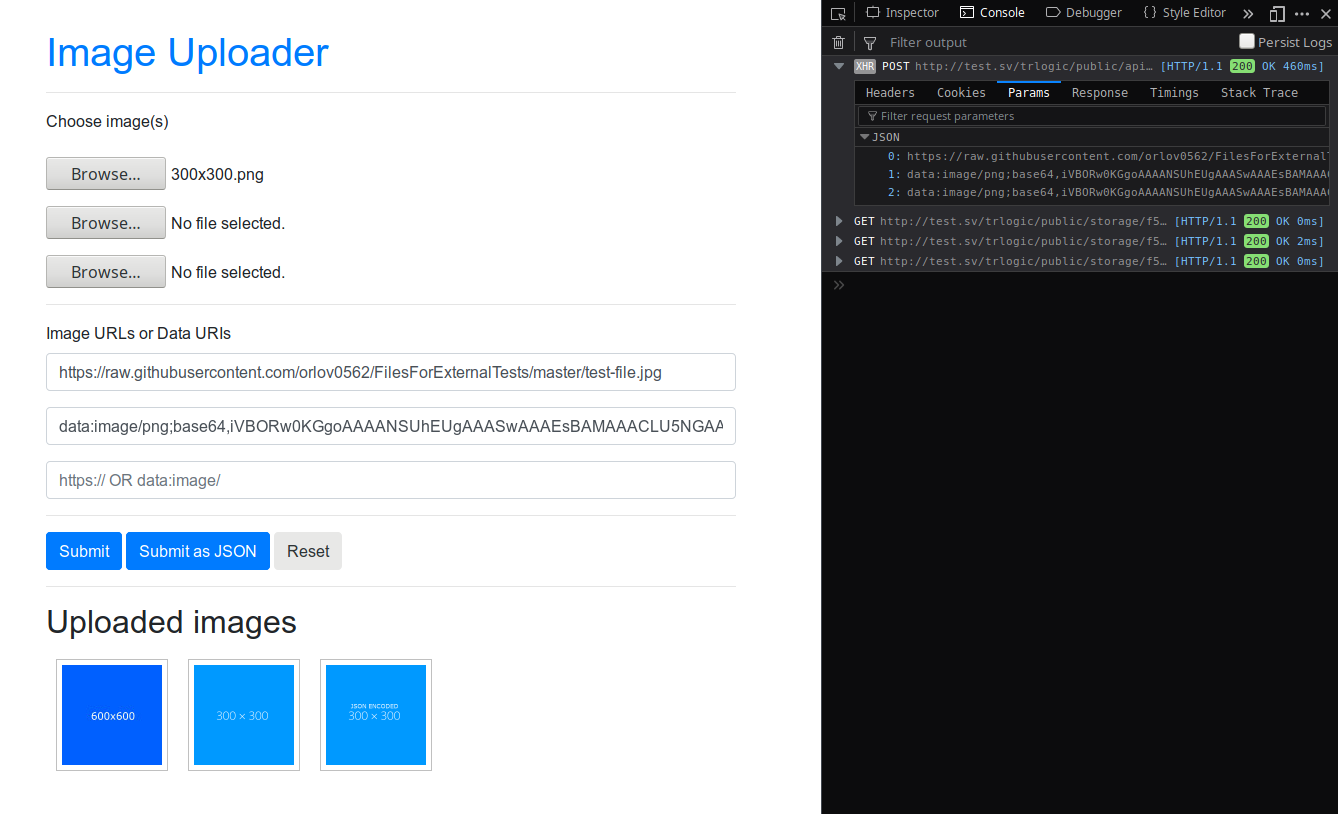 Image Uploader
Choose image(s)
Browse... 300x300.png
Browse... No file selected.
Browse... No file selected.
Image URLs or Data URIs
https://raw.githubusercontent.com/orlov0562/FilesForExternalTests/master/test-file.jpg
data:image/png;base64,iVBORw0KGgoAAAANSUhEUgAAASwAAAEsBAMAAACLU5NGAA
https:// OR data:image/
Submit Submit as JSON Reset
Uploaded images
600x600
300 × 300
JSON ENCODED
300 × 300
Inspector Console Debugger { } Style Editor »
Filter output Persist Logs
XHR POST http://test.sv/trlogic/public/api… [HTTP/1.1 200 OK 460ms]
Headers Cookies Params Response Timings Stack Trace
Filter request parameters
JSON
0: https://raw.githubusercontent.com/orlov0562/FilesForExternalT
1: data:image/png;base64,iVBORw0KGgoAAAANSUhEUgAAASwAAAEsBAMAAAC
2: data:image/png;base64,iVBORw0KGgoAAAANSUhEUgAAASwAAAEsBAMAAAC
GET http://test.sv/trlogic/public/storage/f5… [HTTP/1.1 200 OK 0ms]
GET http://test.sv/trlogic/public/storage/f5… [HTTP/1.1 200 OK 2ms]
GET http://test.sv/trlogic/public/storage/f5… [HTTP/1.1 200 OK 0ms]
»